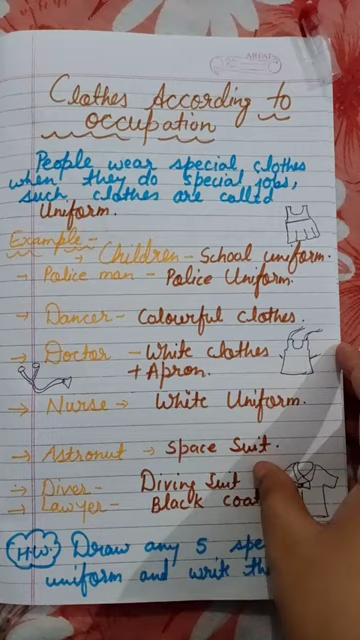 Clothes According to
occupation
People wear special clothes
when they do special jobs,
such clothes are called
Uniform.
Example -
→ Children - School uniform.
→ Police man - Police Uniform.
→ Dancer - Colourful clothes.
→ Doctor - White clothes
+ Apron.
→ Nurse → White Uniform.
→ Astronut → Space Suit.
→ Diver - Diving Suit
→ Lawyer - Black coat
H.W. Draw any 5
uniform and write